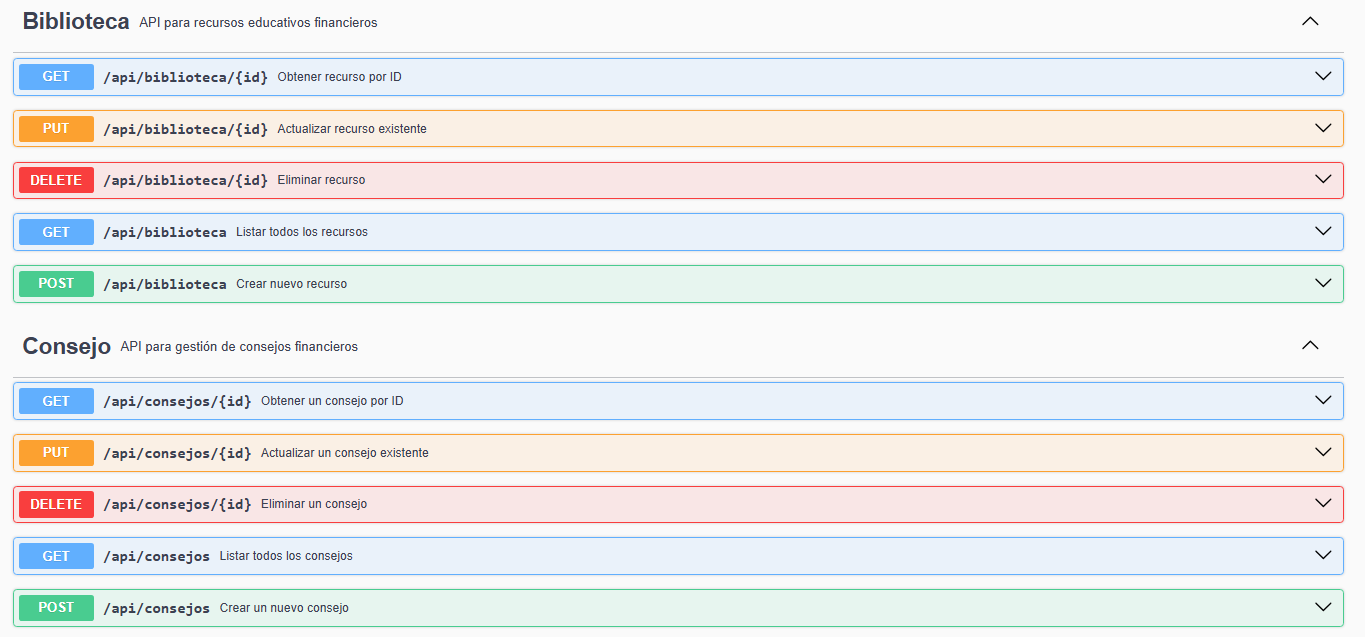 Biblioteca API para recursos educativos financieros
GET /api/biblioteca/{id} Obtener recurso por ID
PUT /api/biblioteca/{id} Actualizar recurso existente
DELETE /api/biblioteca/{id} Eliminar recurso
GET /api/biblioteca Listar todos los recursos
POST /api/biblioteca Crear nuevo recurso
Consejo API para gestión de consejos financieros
GET /api/consejos/{id} Obtener un consejo por ID
PUT /api/consejos/{id} Actualizar un consejo existente
DELETE /api/consejos/{id} Eliminar un consejo
GET /api/consejos Listar todos los consejos
POST /api/consejos Crear un nuevo consejo